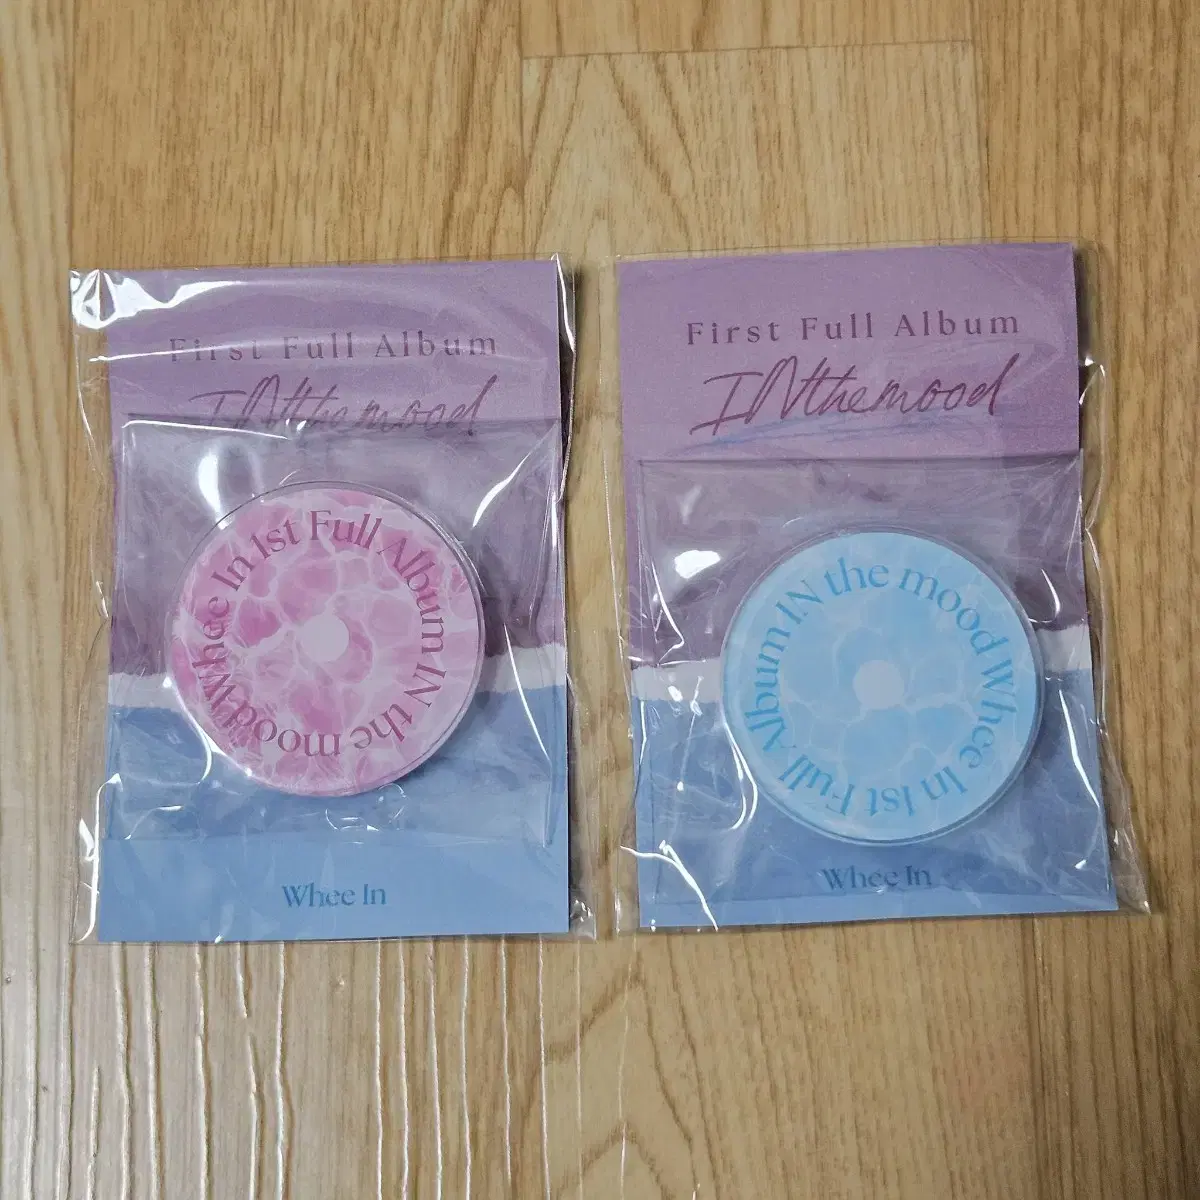 First Full Album
INthemood
Whee In 1st Full Album IN the mood
Whee In
First Full Album
INthemood
Whee In 1st Full Album IN the mood
Whee In